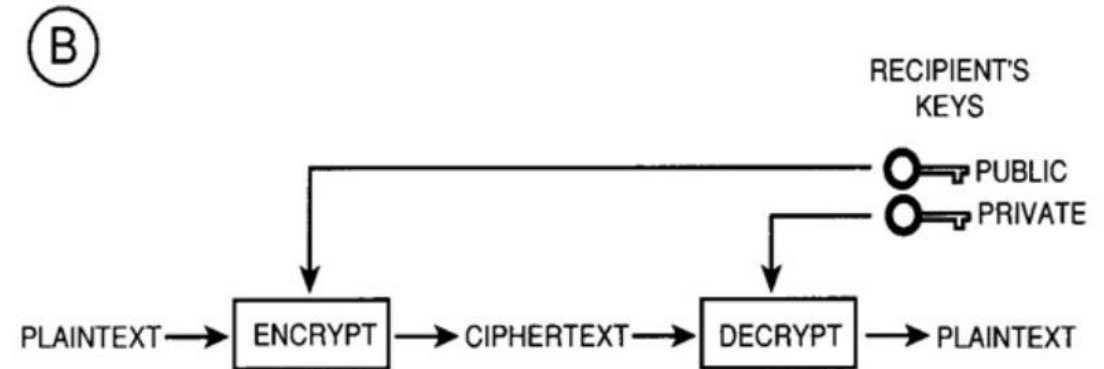 B
RECIPIENT'S
KEYS
PUBLIC
PRIVATE
PLAINTEXT ENCRYPT CIPHERTEXT DECRYPT PLAINTEXT